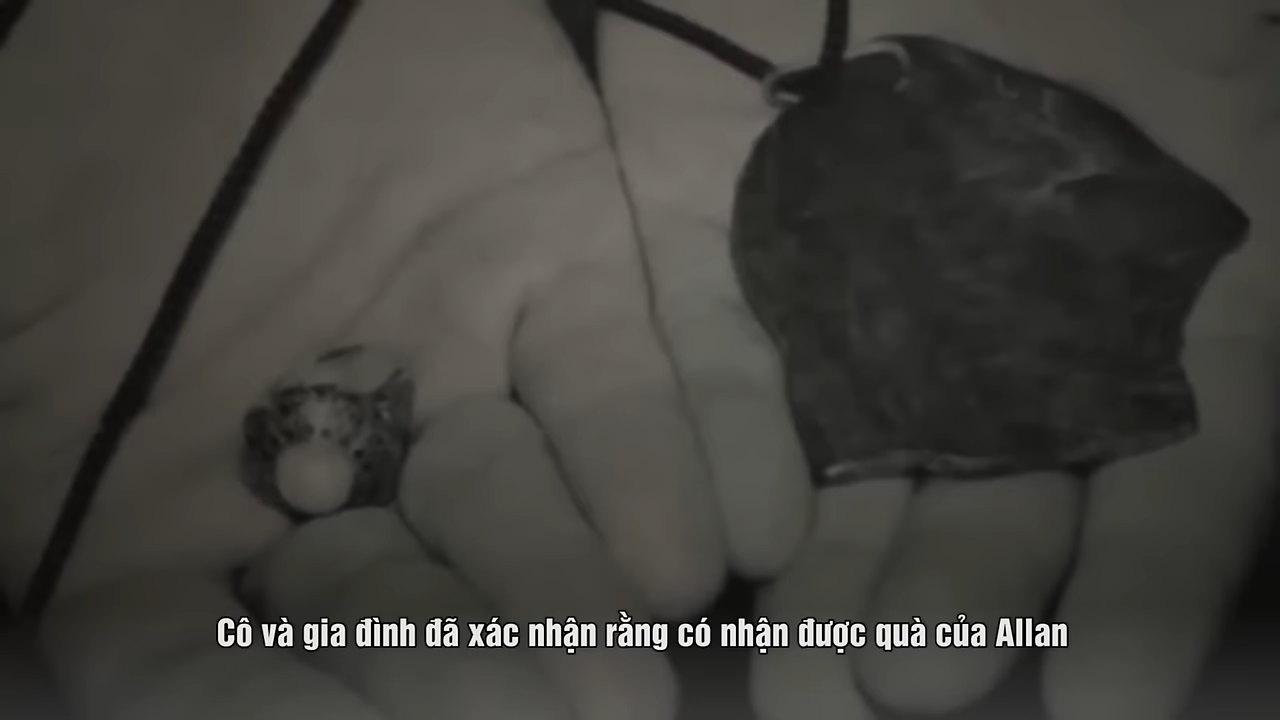 Cô và gia đình đã xác nhận rằng có nhận được quà của Allan